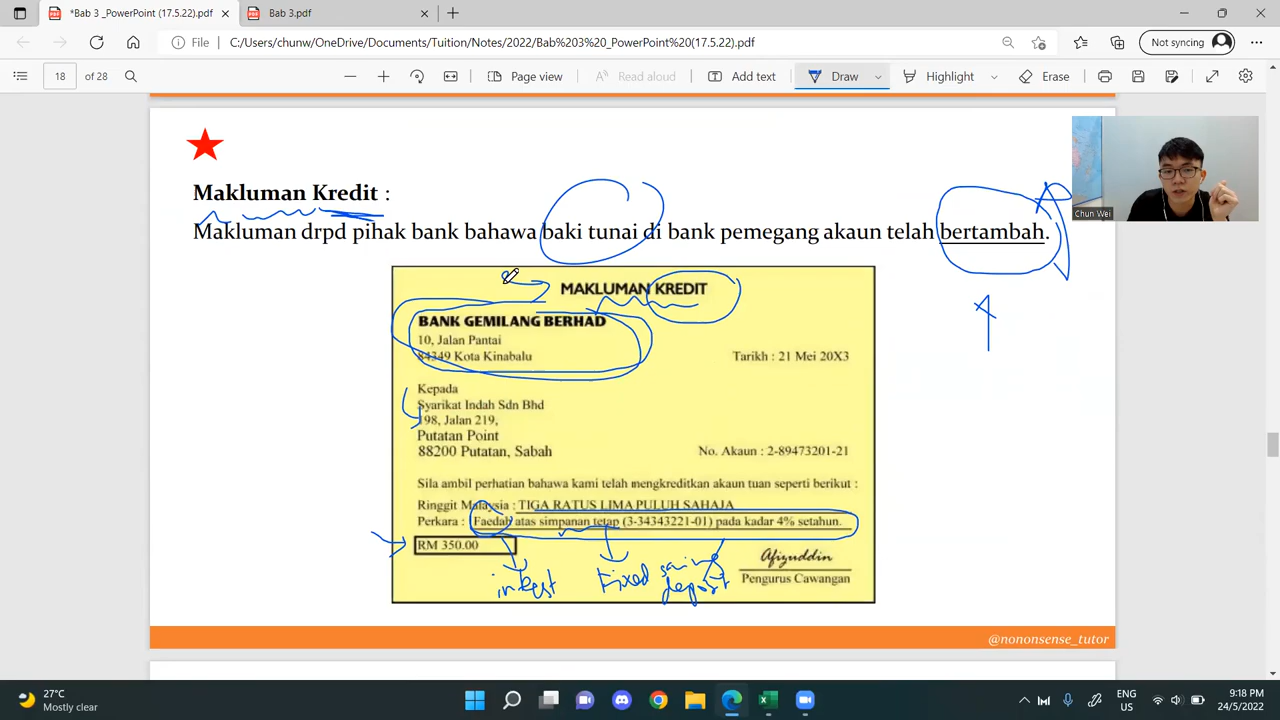 *Bab 3 _PowerPoint (17.5.22).pdf
Bab 3.pdf
File
C:/Users/chunw/OneDrive/Documents/Tuition/Notes/2022/Bab%203%20_PowerPoint%20(17.5.22).pdf
Not syncing
18 of 28
Page view
Read aloud
Add text
Draw
Highlight
Erase
Makluman Kredit :
Makluman drpd pihak bank bahawa baki tunai di bank pemegang akaun telah bertambah.
Chun Wei
MAKLUMAN KREDIT
BANK GEMILANG BERHAD
10, Jalan Pantai
84349 Kota Kinabalu
Tarikh : 21 Mei 20X3
Kepada
Syarikat Indah Sdn Bhd
198, Jalan 219,
Putatan Point
88200 Putatan, Sabah
No. Akaun : 2-89473201-21
Sila ambil perhatian bahawa kami telah mengkreditkan akaun tuan seperti berikut :
Ringgit Malaysia : TIGA RATUS LIMA PULUH SAHAJA
Perkara : Faedah atas simpanan tetap (3-34343221-01) pada kadar 4% setahun.
RM 350.00
Afizuddin
Pengurus Cawangan
Fixed
deposit
@nononsense_tutor
27°C
Mostly clear
ENG
US
9:18 PM
24/5/2022